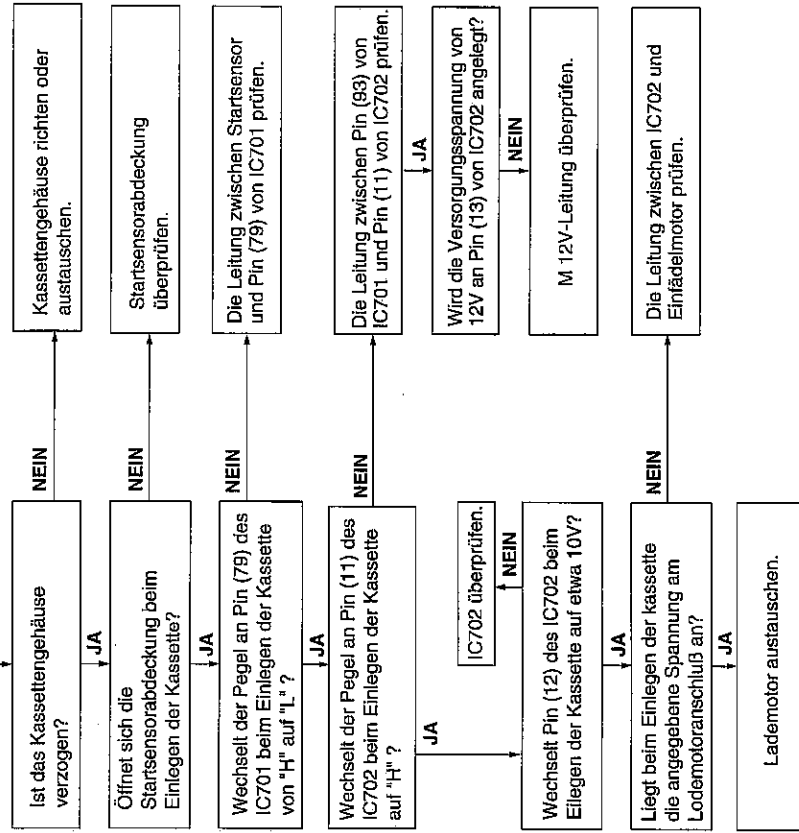 Ist das Kassettengehäuse
verzogen?
NEIN
Kassettengehäuse richten oder
austauschen.
JA
Öffnet sich die
Startsensorabdeckung beim
Einlegen der Kassette?
NEIN
Startsensorabdeckung
überprüfen.
JA
Wechselt der Pegel an Pin (79) des
IC701 beim Einlegen der Kassette
von "H" auf "L" ?
NEIN
Die Leitung zwischen Startsensor
und Pin (79) von IC701 prüfen.
JA
Wechselt der Pegel an Pin (11) des
IC702 beim Einlegen der Kassette
auf "H" ?
NEIN
Die Leitung zwischen Pin (93) von
IC701 und Pin (11) von IC702 prüfen.
JA
Wird die Versorgungsspannung von
12V an Pin (13) von IC702 angelegt?
NEIN
M 12V-Leitung überprüfen.
JA
IC702 überprüfen.
NEIN
Wechselt Pin (12) des IC702 beim
Eilegen der Kassette auf etwa 10V?
JA
Liegt beim Einlegen der kassette
die angegebene Spannung am
Lodemotoranschluß an?
NEIN
Die Leitung zwischen IC702 und
Einfädelmotor prüfen.
JA
Lademotor austauschen.